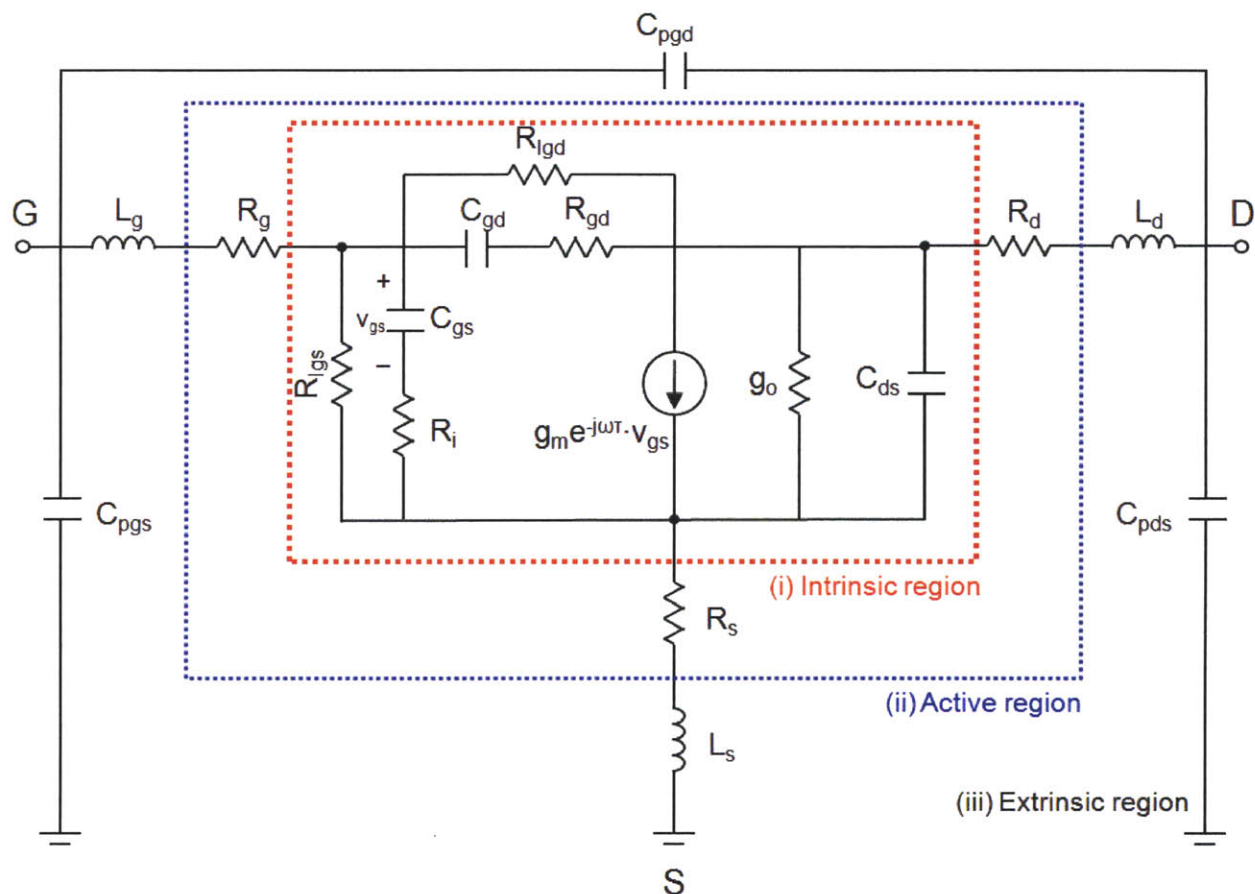 C_pgd
R_lgd
G
L_g
R_g
C_gd
R_gd
R_d
L_d
D
+
v_gs
C_gs
−
R_lgs
R_i
g_m e^-jωτ·v_gs
g_o
C_ds
C_pgs
C_pds
(i) Intrinsic region
R_s
(ii) Active region
L_s
(iii) Extrinsic region
S